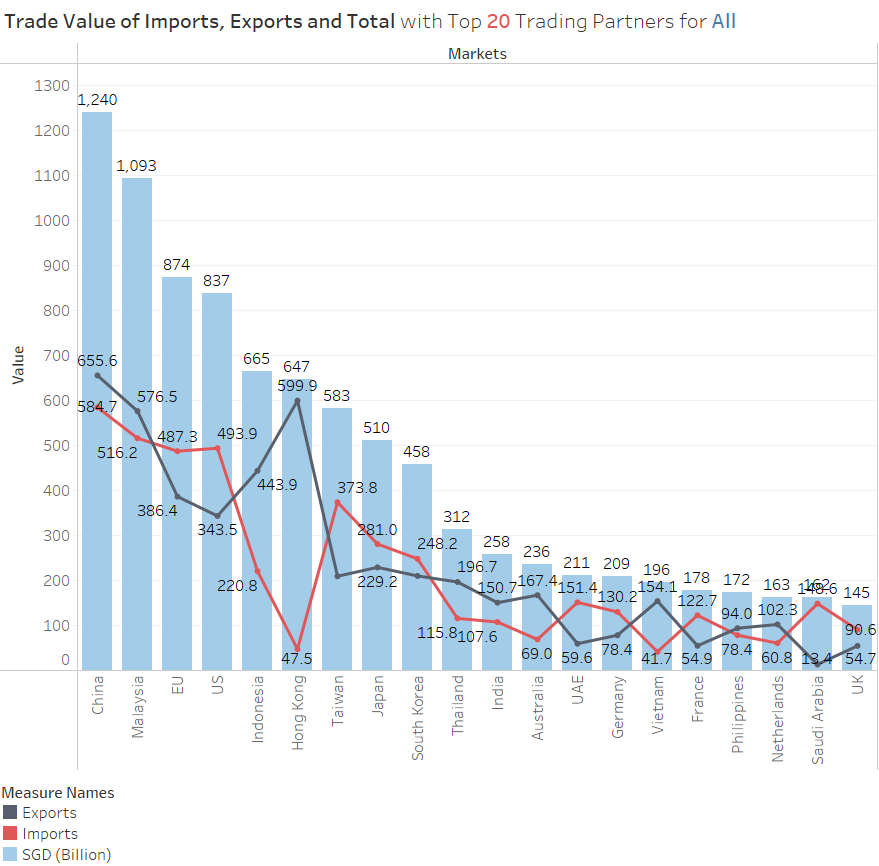 Trade Value of Imports, Exports and Total with Top 20 Trading Partners for All
Markets
Value
1300
1200
1100
1000
900
800
700
600
500
400
300
200
100
0
1,240
1,093
874
837
665
647
583
510
458
312
258
236
211
209
196
178
172
163
162
145
655.6
576.5
386.4
343.5
443.9
599.9
229.2
196.7
150.7
167.4
59.6
78.4
154.1
54.9
94.0
102.3
13.4
54.7
584.7
516.2
487.3
493.9
220.8
47.5
373.8
281.0
248.2
115.8
107.6
69.0
151.4
130.2
41.7
122.7
78.4
60.8
148.6
90.6
China
Malaysia
EU
US
Indonesia
Hong Kong
Taiwan
Japan
South Korea
Thailand
India
Australia
UAE
Germany
Vietnam
France
Philippines
Netherlands
Saudi Arabia
UK
Measure Names
Exports
Imports
SGD (Billion)